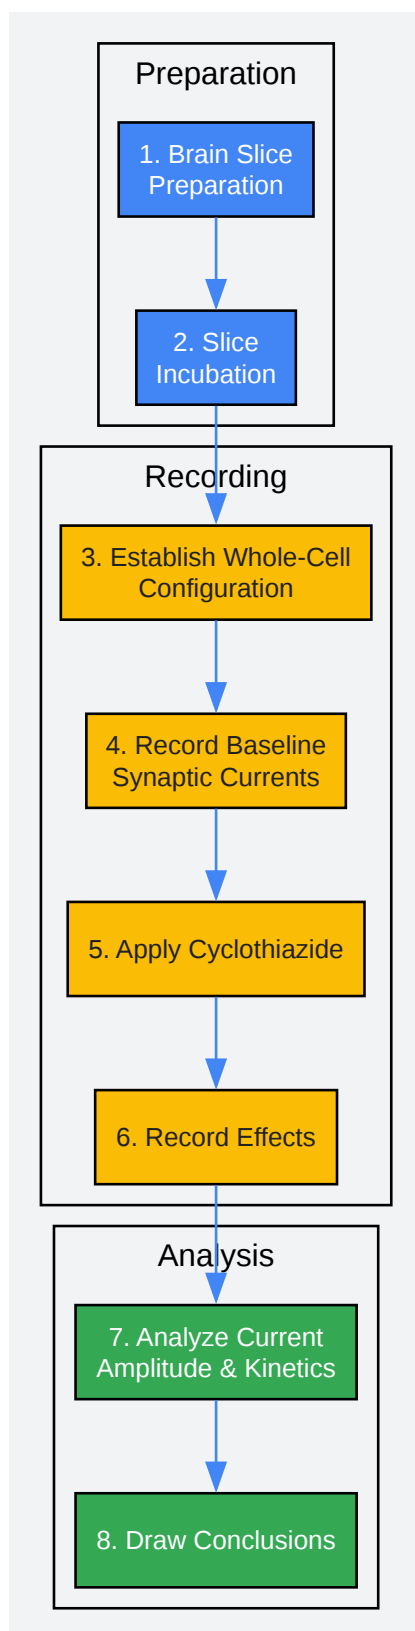 Preparation
1. Brain Slice
Preparation
2. Slice
Incubation
Recording
3. Establish Whole-Cell
Configuration
4. Record Baseline
Synaptic Currents
5. Apply Cyclothiazide
6. Record Effects
Analysis
7. Analyze Current
Amplitude & Kinetics
8. Draw Conclusions